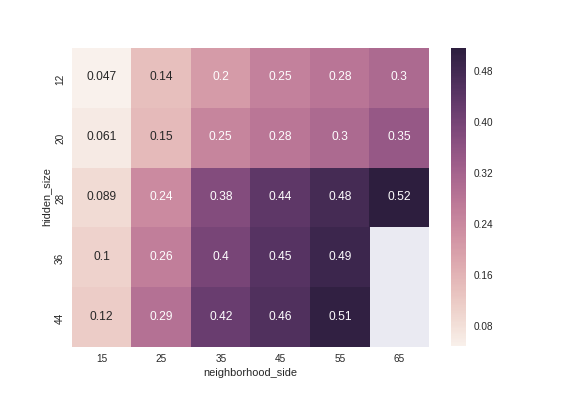 12 0.047 0.14 0.2 0.25 0.28 0.3
20 0.061 0.15 0.25 0.28 0.3 0.35
28 0.089 0.24 0.38 0.44 0.48 0.52
36 0.1 0.26 0.4 0.45 0.49
44 0.12 0.29 0.42 0.46 0.51
hidden_size
15 25 35 45 55 65
neighborhood_side
0.48
0.40
0.32
0.24
0.16
0.08